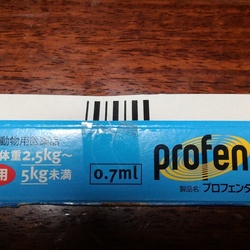 動物用医薬品
体重2.5kg〜
用
5kg未満
0.7ml
profen
製品名:プロフェンダ